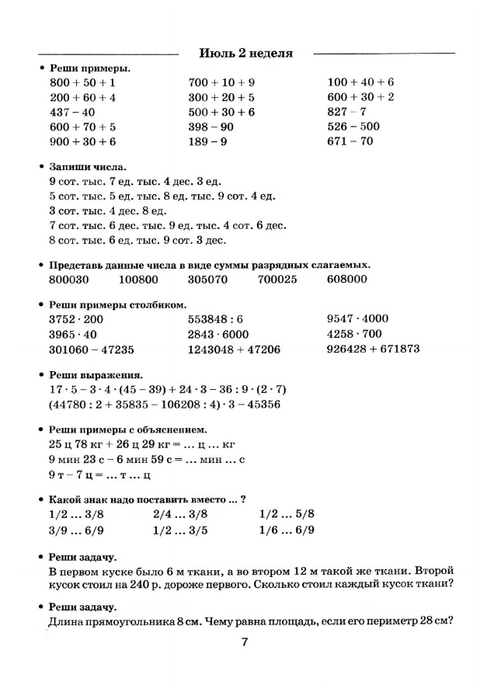 Июль 2 неделя
• Реши примеры.
800 + 50 + 1 700 + 10 + 9 100 + 40 + 6
200 + 60 + 4 300 + 20 + 5 600 + 30 + 2
437 – 40 500 + 30 + 6 827 – 7
600 + 70 + 5 398 – 90 526 – 500
900 + 30 + 6 189 – 9 671 – 70
• Запиши числа.
9 сот. тыс. 7 ед. тыс. 4 дес. 3 ед.
5 сот. тыс. 5 ед. тыс. 8 ед. тыс. 9 сот. 4 ед.
3 сот. тыс. 4 дес. 8 ед.
7 сот. тыс. 6 дес. тыс. 9 ед. тыс. 4 сот. 6 дес.
8 сот. тыс. 6 ед. тыс. 9 сот. 3 дес.
• Представь данные числа в виде суммы разрядных слагаемых.
800030 100800 305070 700025 608000
• Реши примеры столбиком.
3752 · 200 553848 : 6 9547 · 4000
3965 · 40 2843 · 6000 4258 · 700
301060 – 47235 1243048 + 47206 926428 + 671873
• Реши выражения.
17 · 5 – 3 · 4 · (45 – 39) + 24 · 3 – 36 : 9 · (2 · 7)
(44780 : 2 + 35835 – 106208 : 4) · 3 – 45356
• Реши примеры с объяснением.
25 ц 78 кг + 26 ц 29 кг = ... ц ... кг
9 мин 23 с – 6 мин 59 с = ... мин ... с
9 т – 7 ц = ... т ... ц
• Какой знак надо поставить вместо ... ?
1/2 ... 3/8 2/4 ... 3/8 1/2 ... 5/8
3/9 ... 6/9 1/2 ... 3/5 1/6 ... 6/9
• Реши задачу.
В первом куске было 6 м ткани, а во втором 12 м такой же ткани. Второй
кусок стоил на 240 р. дороже первого. Сколько стоил каждый кусок ткани?
• Реши задачу.
Длина прямоугольника 8 см. Чему равна площадь, если его периметр 28 см?
7